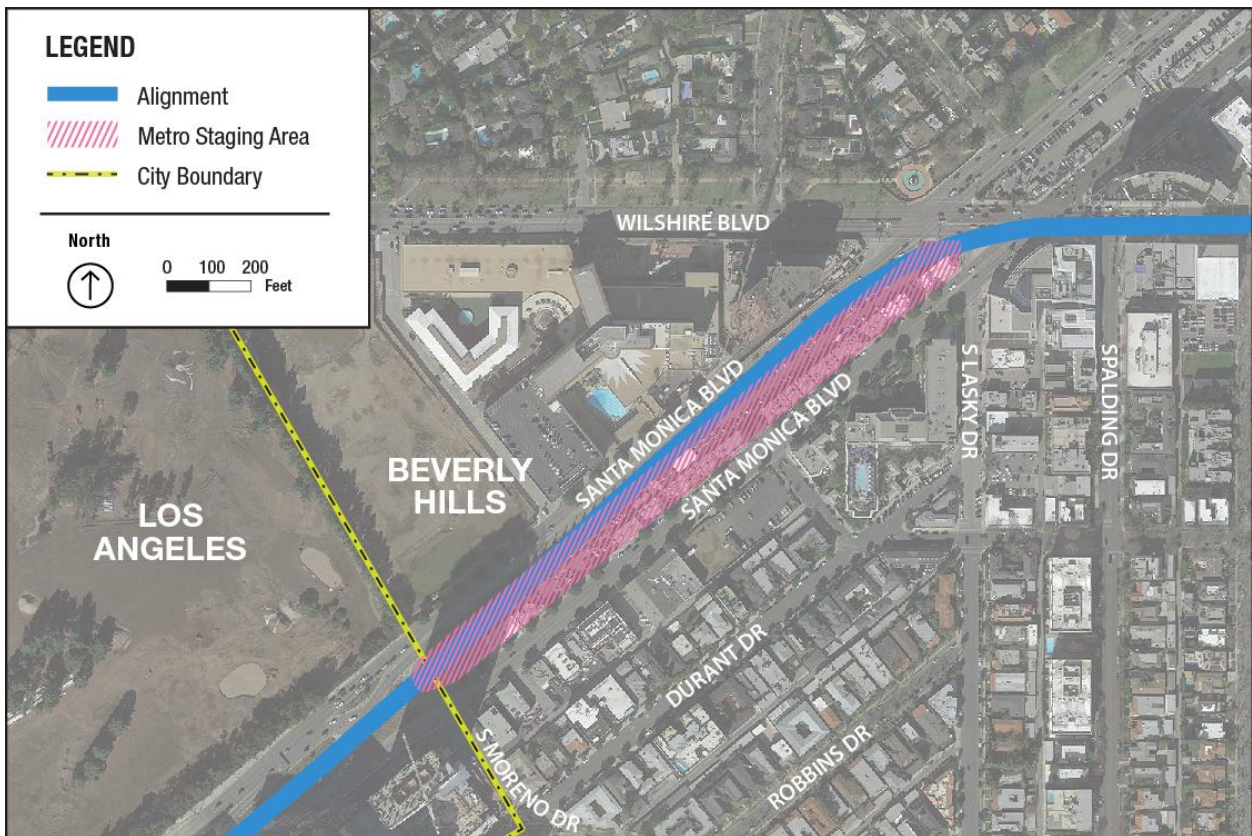 LEGEND
Alignment
Metro Staging Area
City Boundary
North
0 100 200
Feet
WILSHIRE BLVD
SANTA MONICA BLVD
SANTA MONICA BLVD
S LASKY DR
SPALDING DR
BEVERLY
HILLS
LOS
ANGELES
DURANT DR
S MORENO DR
ROBBINS DR